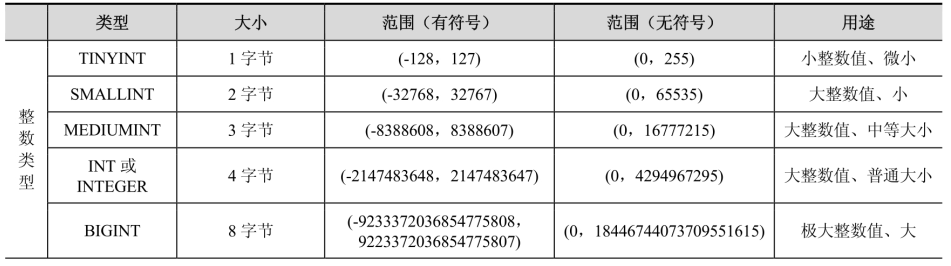 类型 大小 范围（有符号） 范围（无符号） 用途
整数类型
TINYINT 1 字节 (-128，127) (0，255) 小整数值、微小
SMALLINT 2 字节 (-32768，32767) (0，65535) 大整数值、小
MEDIUMINT 3 字节 (-8388608，8388607) (0，16777215) 大整数值、中等大小
INT 或
INTEGER 4 字节 (-2147483648，2147483647) (0，4294967295) 大整数值、普通大小
BIGINT 8 字节 (-9233372036854775808，
9223372036854775807) (0，18446744073709551615) 极大整数值、大